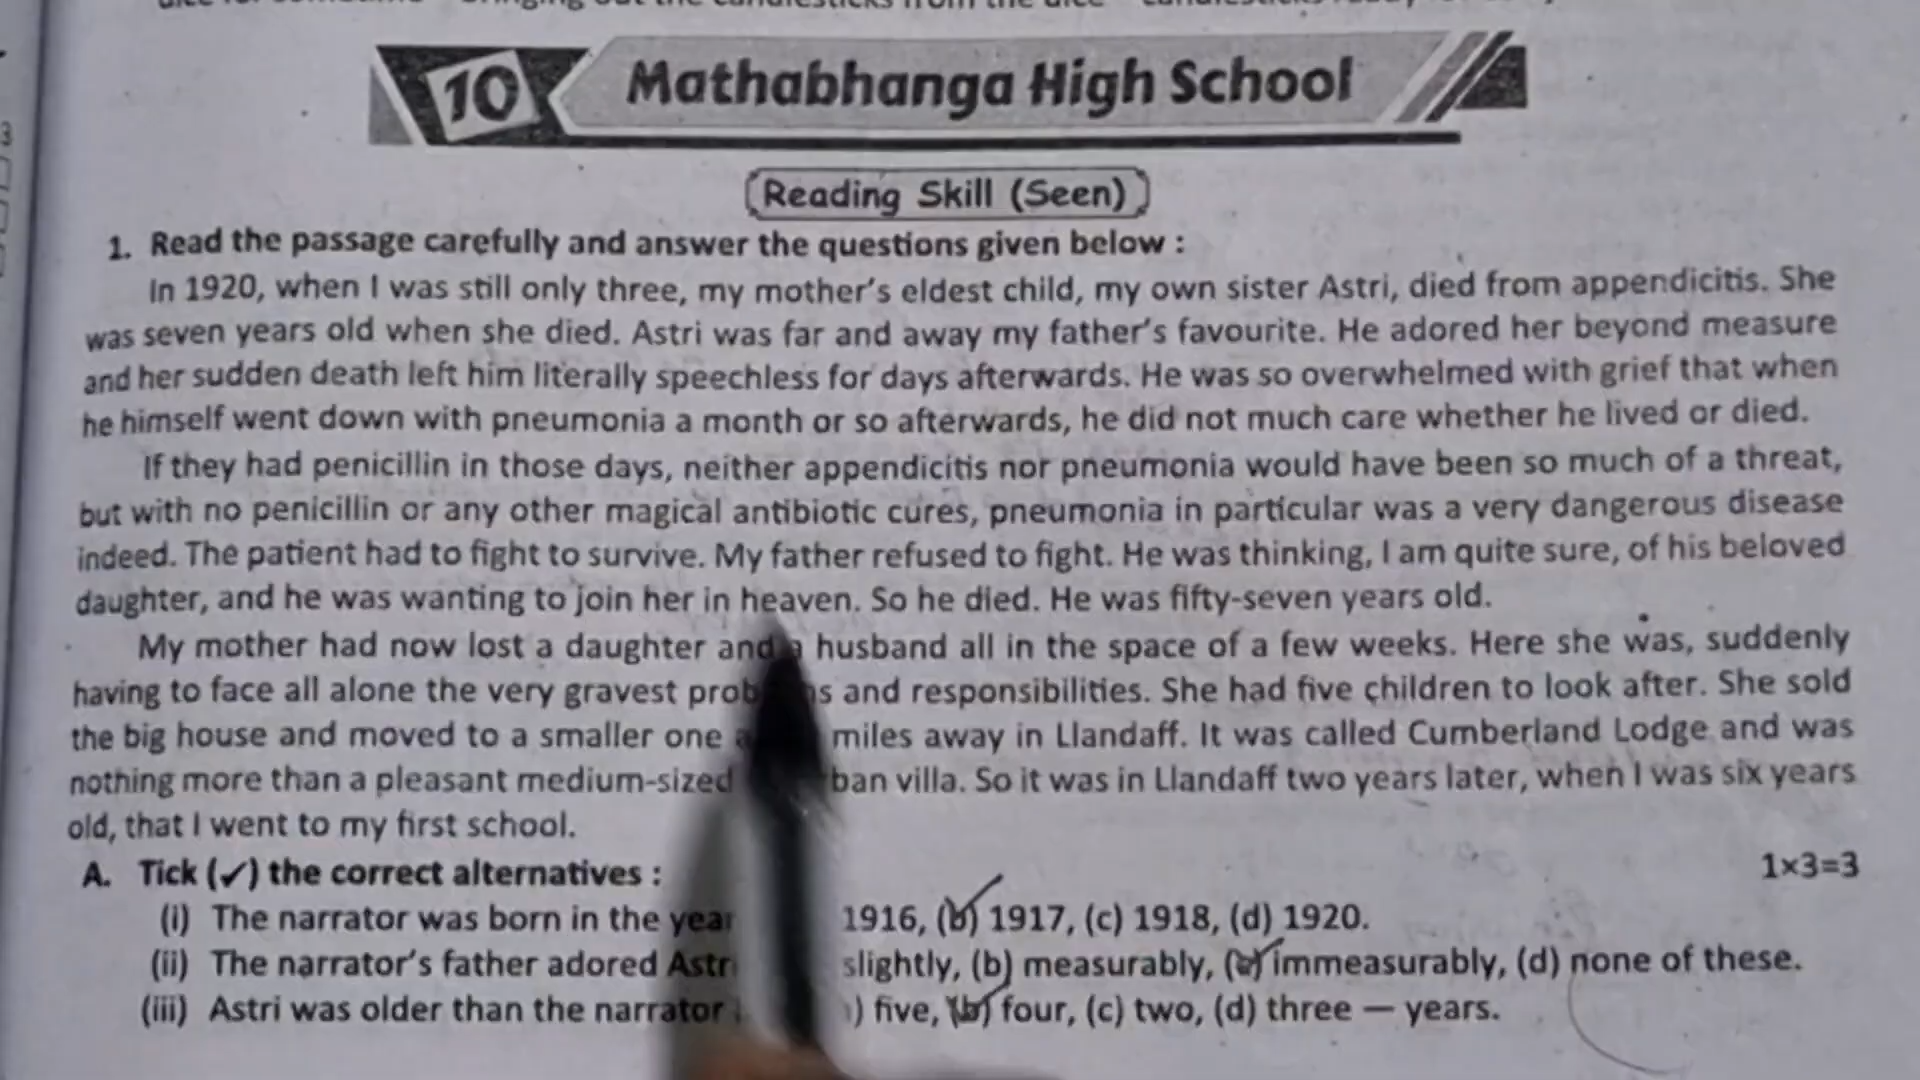 10 Mathabhanga High School
Reading Skill (Seen)
1. Read the passage carefully and answer the questions given below :
In 1920, when I was still only three, my mother's eldest child, my own sister Astri, died from appendicitis. She
was seven years old when she died. Astri was far and away my father's favourite. He adored her beyond measure
and her sudden death left him literally speechless for days afterwards. He was so overwhelmed with grief that when
he himself went down with pneumonia a month or so afterwards, he did not much care whether he lived or died.
If they had penicillin in those days, neither appendicitis nor pneumonia would have been so much of a threat,
but with no penicillin or any other magical antibiotic cures, pneumonia in particular was a very dangerous disease
indeed. The patient had to fight to survive. My father refused to fight. He was thinking, I am quite sure, of his beloved
daughter, and he was wanting to join her in heaven. So he died. He was fifty-seven years old.
My mother had now lost a daughter and a husband all in the space of a few weeks. Here she was, suddenly
having to face all alone the very gravest and responsibilities. She had five children to look after. She sold
the big house and moved to a smaller one miles away in Llandaff. It was called Cumberland Lodge and was
nothing more than a pleasant medium-sized villa. So it was in Llandaff two years later, when I was six years
old, that I went to my first school.
A. Tick (✓) the correct alternatives : 1×3=3
(i) The narrator was born in the year 1916, (b) 1917, (c) 1918, (d) 1920.
(ii) The narrator's father adored slightly, (b) measurably, (c) immeasurably, (d) none of these.
(iii) Astri was older than the narrator five, (b) four, (c) two, (d) three — years.